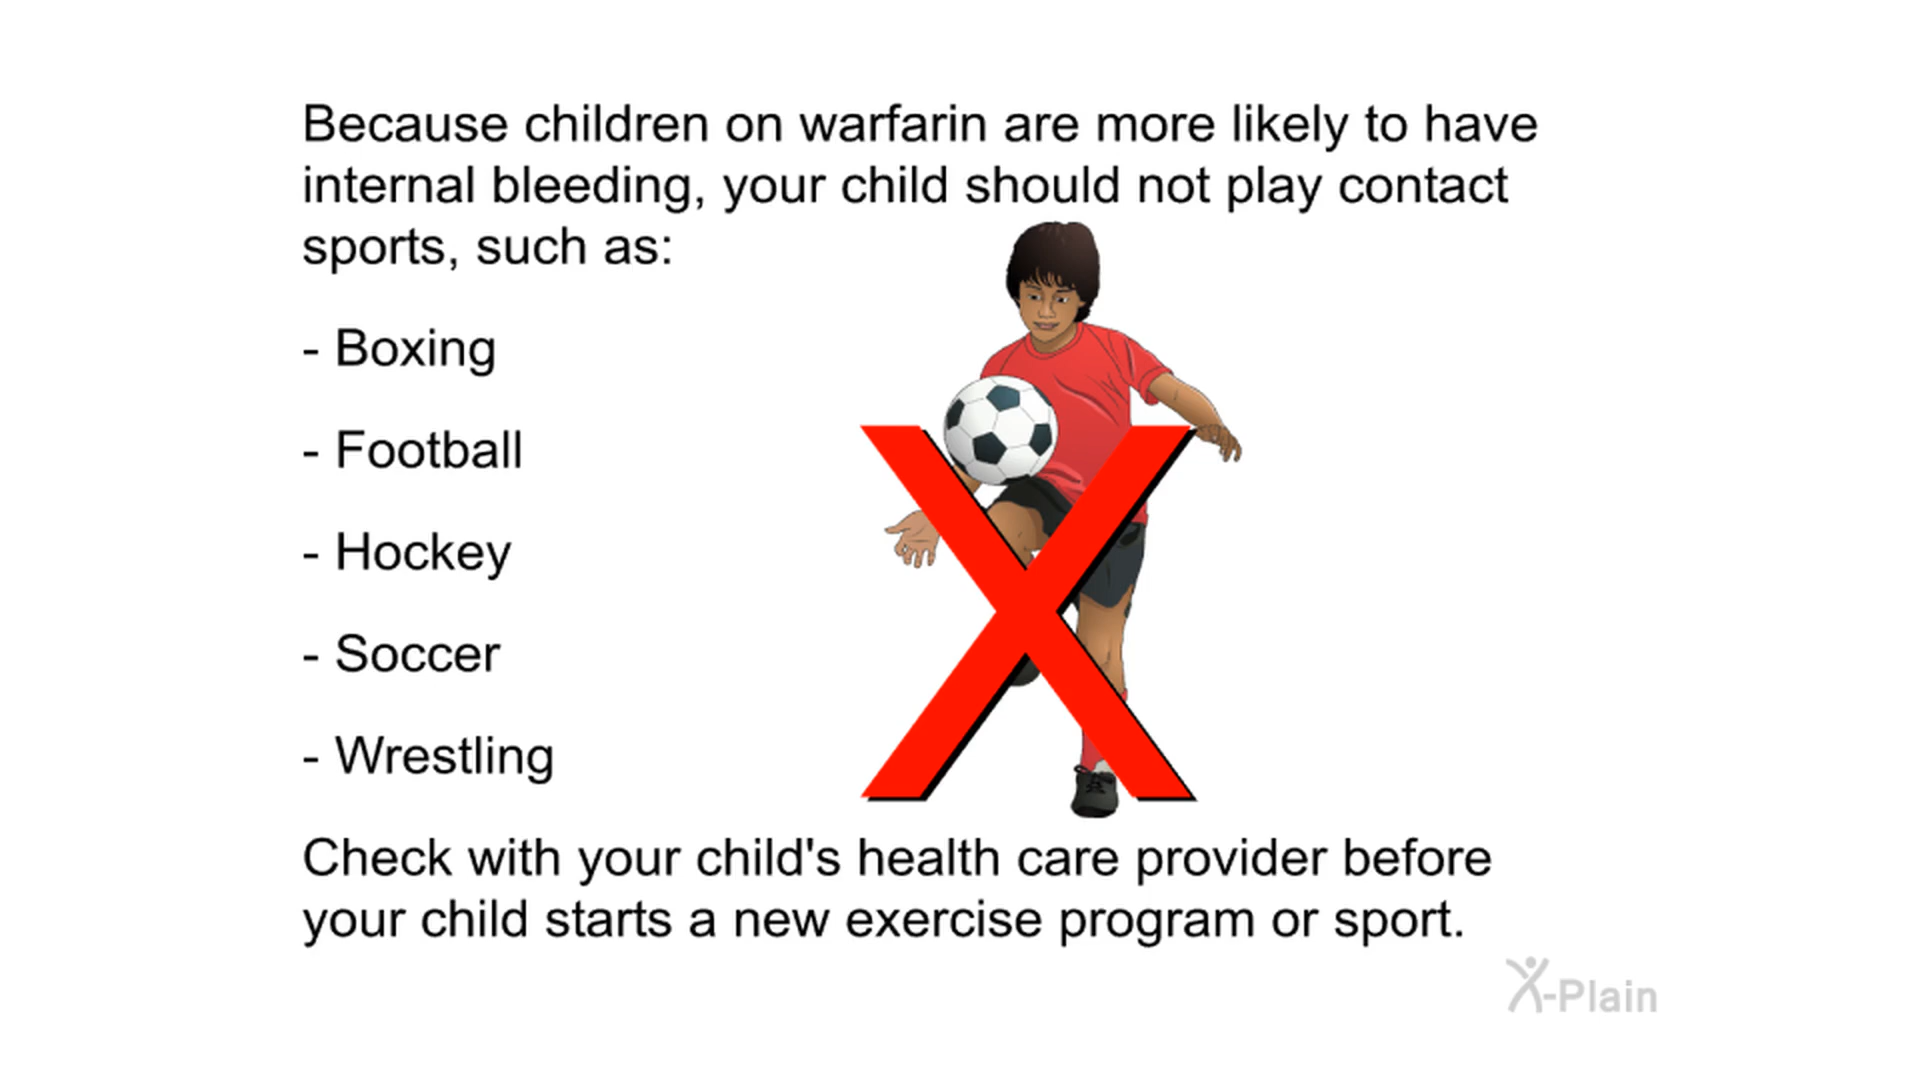 Because children on warfarin are more likely to have
internal bleeding, your child should not play contact
sports, such as:
- Boxing
- Football
- Hockey
- Soccer
- Wrestling
Check with your child's health care provider before
your child starts a new exercise program or sport.
X-Plain